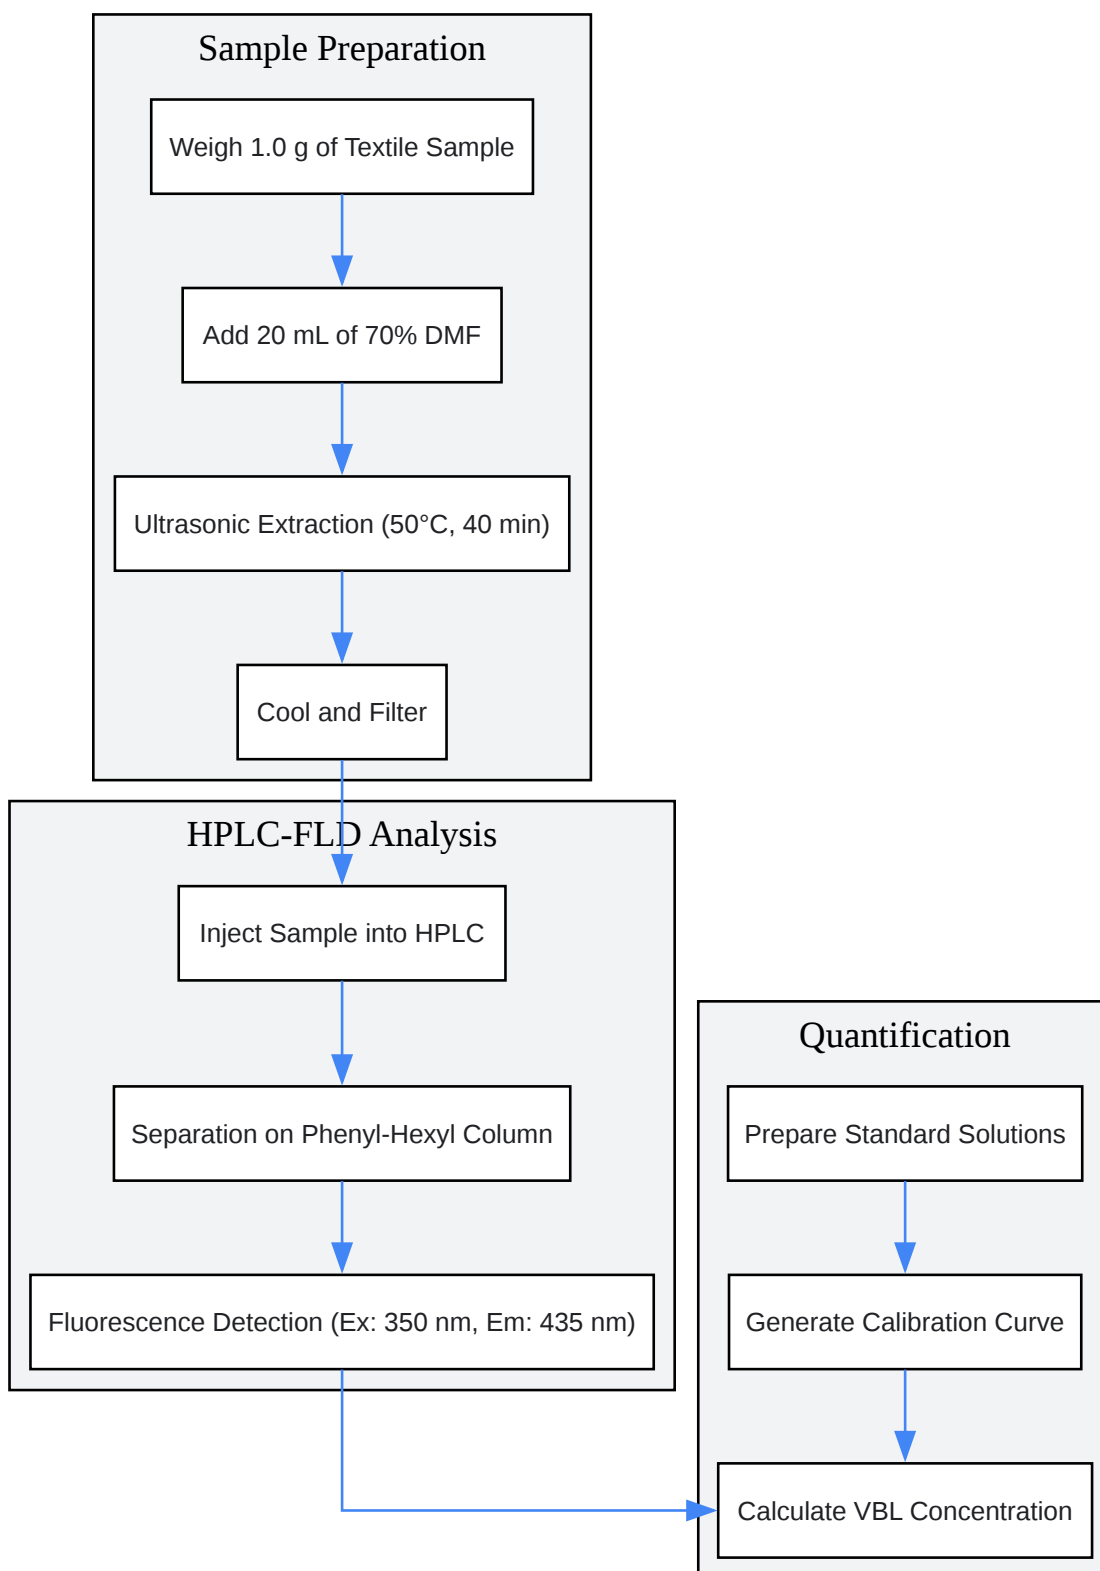 Sample Preparation
Weigh 1.0 g of Textile Sample
Add 20 mL of 70% DMF
Ultrasonic Extraction (50°C, 40 min)
Cool and Filter
HPLC-FLD Analysis
Inject Sample into HPLC
Separation on Phenyl-Hexyl Column
Fluorescence Detection (Ex: 350 nm, Em: 435 nm)
Quantification
Prepare Standard Solutions
Generate Calibration Curve
Calculate VBL Concentration